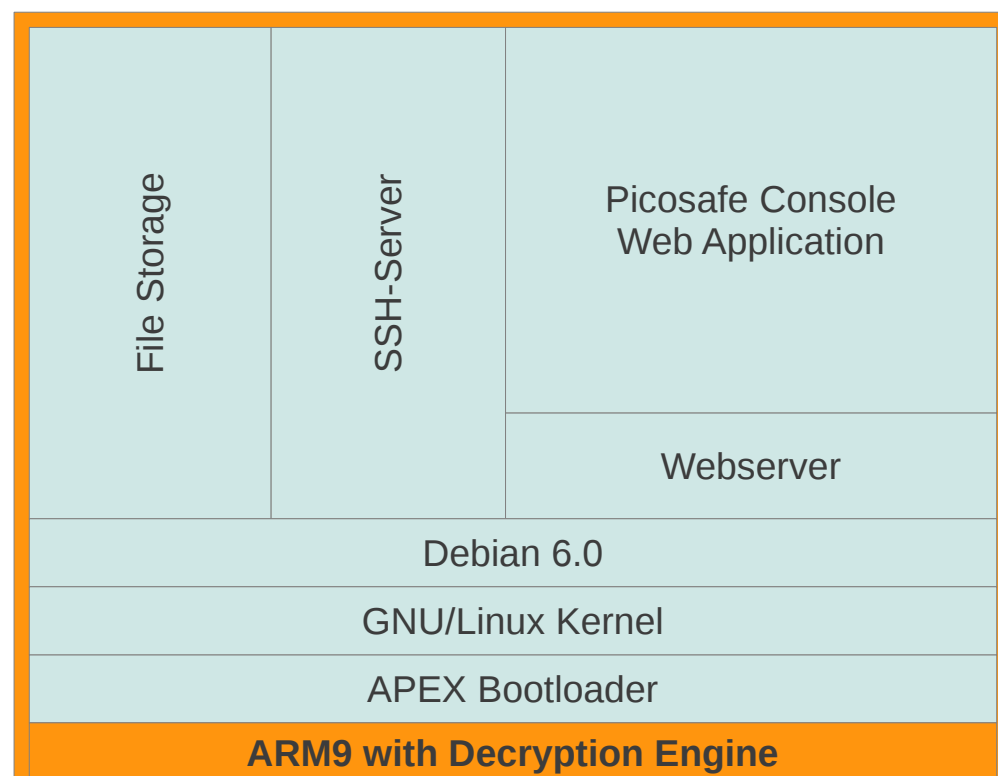 File Storage
SSH-Server
Picosafe Console
Web Application
Webserver
Debian 6.0
GNU/Linux Kernel
APEX Bootloader
ARM9 with Decryption Engine